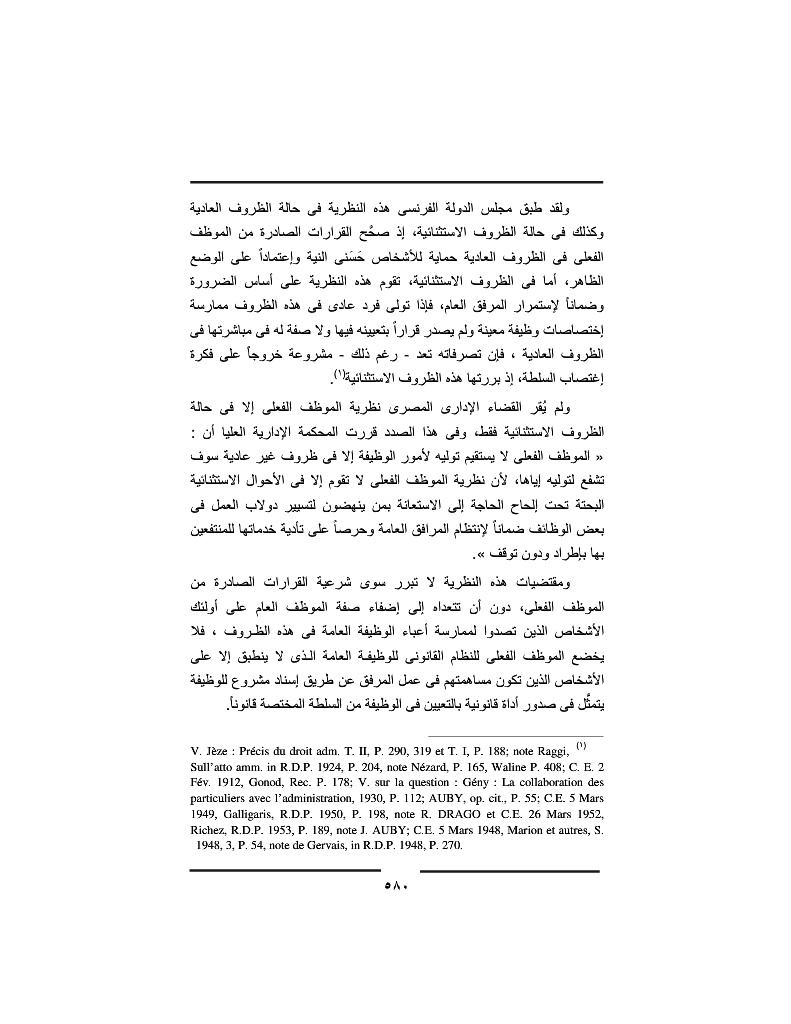 ولقد طبق مجلس الدولة الفرنسى هذه النظرية فى حالة الظروف العادية
وكذلك فى حالة الظروف الاستثنائية، إذ صحَّح القرارات الصادرة من الموظف
الفعلى فى الظروف العادية حماية للأشخاص حَسَنى النية وإعتماداً على الوضع
الظاهر، أما فى الظروف الاستثنائية، تقوم هذه النظرية على أساس الضرورة
وضماناً لإستمرار المرفق العام، فإذا تولى فرد عادى فى هذه الظروف ممارسة
إختصاصات وظيفة معينة ولم يصدر قراراً بتعيينه فيها ولا صفة له فى مباشرتها فى
الظروف العادية ، فإن تصرفاته تعد - رغم ذلك - مشروعة خروجاً على فكرة
إغتصاب السلطة، إذ بررتها هذه الظروف الاستثنائية(١).
ولم يُقر القضاء الإدارى المصرى نظرية الموظف الفعلى إلا فى حالة
الظروف الاستثنائية فقط، وفى هذا الصدد قررت المحكمة الإدارية العليا أن :
« الموظف الفعلى لا يستقيم توليه لأمور الوظيفة إلا فى ظروف غير عادية سوف
تشفع لتوليه إياها، لأن نظرية الموظف الفعلى لا تقوم إلا فى الأحوال الاستثنائية
البحتة تحت إلحاح الحاجة إلى الاستعانة بمن ينهضون لتسيير دولاب العمل فى
بعض الوظائف ضماناً لإنتظام المرافق العامة وحرصاً على تأدية خدماتها للمنتفعين
بها بإطراد ودون توقف ».
ومقتضيات هذه النظرية لا تبرر سوى شرعية القرارات الصادرة من
الموظف الفعلى، دون أن تتعداه إلى إضفاء صفة الموظف العام على أولئك
الأشخاص الذين تصدوا لممارسة أعباء الوظيفة العامة فى هذه الظـروف ، فلا
يخضع الموظف الفعلى للنظام القانونى للوظيفـة العامة الـذى لا ينطبق إلا على
الأشخاص الذين تكون مساهمتهم فى عمل المرفق عن طريق إسناد مشروع للوظيفة
يتمثَّل فى صدور أداة قانونية بالتعيين فى الوظيفة من السلطة المختصة قانوناً.
V. Jèze : Précis du droit adm. T. II, P. 290, 319 et T. I, P. 188; note Raggi, (١)
Sull'atto amm. in R.D.P. 1924, P. 204, note Nézard, P. 165, Waline P. 408; C. E. 2
Fév. 1912, Gonod, Rec. P. 178; V. sur la question : Gény : La collaboration des
particuliers avec l'administration, 1930, P. 112; AUBY, op. cit., P. 55; C.E. 5 Mars
1949, Galligaris, R.D.P. 1950, P. 198, note R. DRAGO et C.E. 26 Mars 1952,
Richez, R.D.P. 1953, P. 189, note J. AUBY; C.E. 5 Mars 1948, Marion et autres, S.
1948, 3, P. 54, note de Gervais, in R.D.P. 1948, P. 270.
٥٨٠